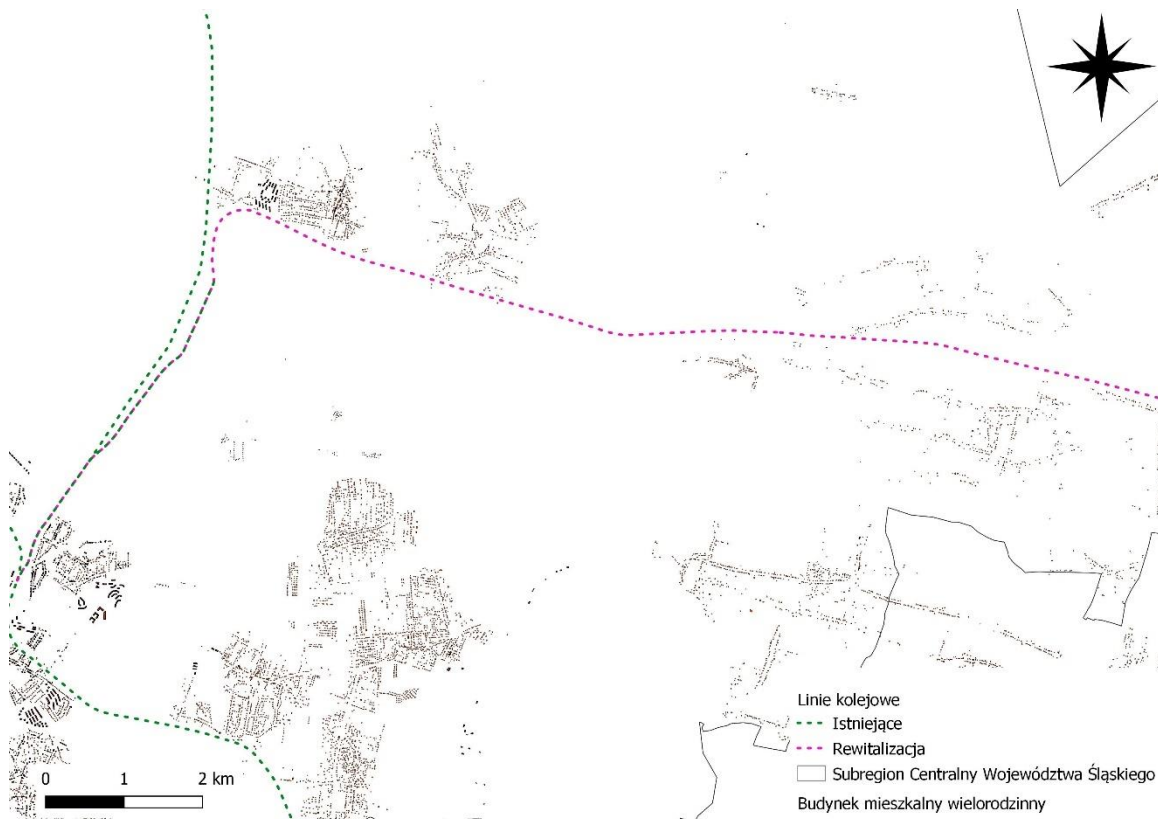 Linie kolejowe
Istniejące
Rewitalizacja
Subregion Centralny Województwa Śląskiego
Budynek mieszkalny wielorodzinny
0 1 2 km